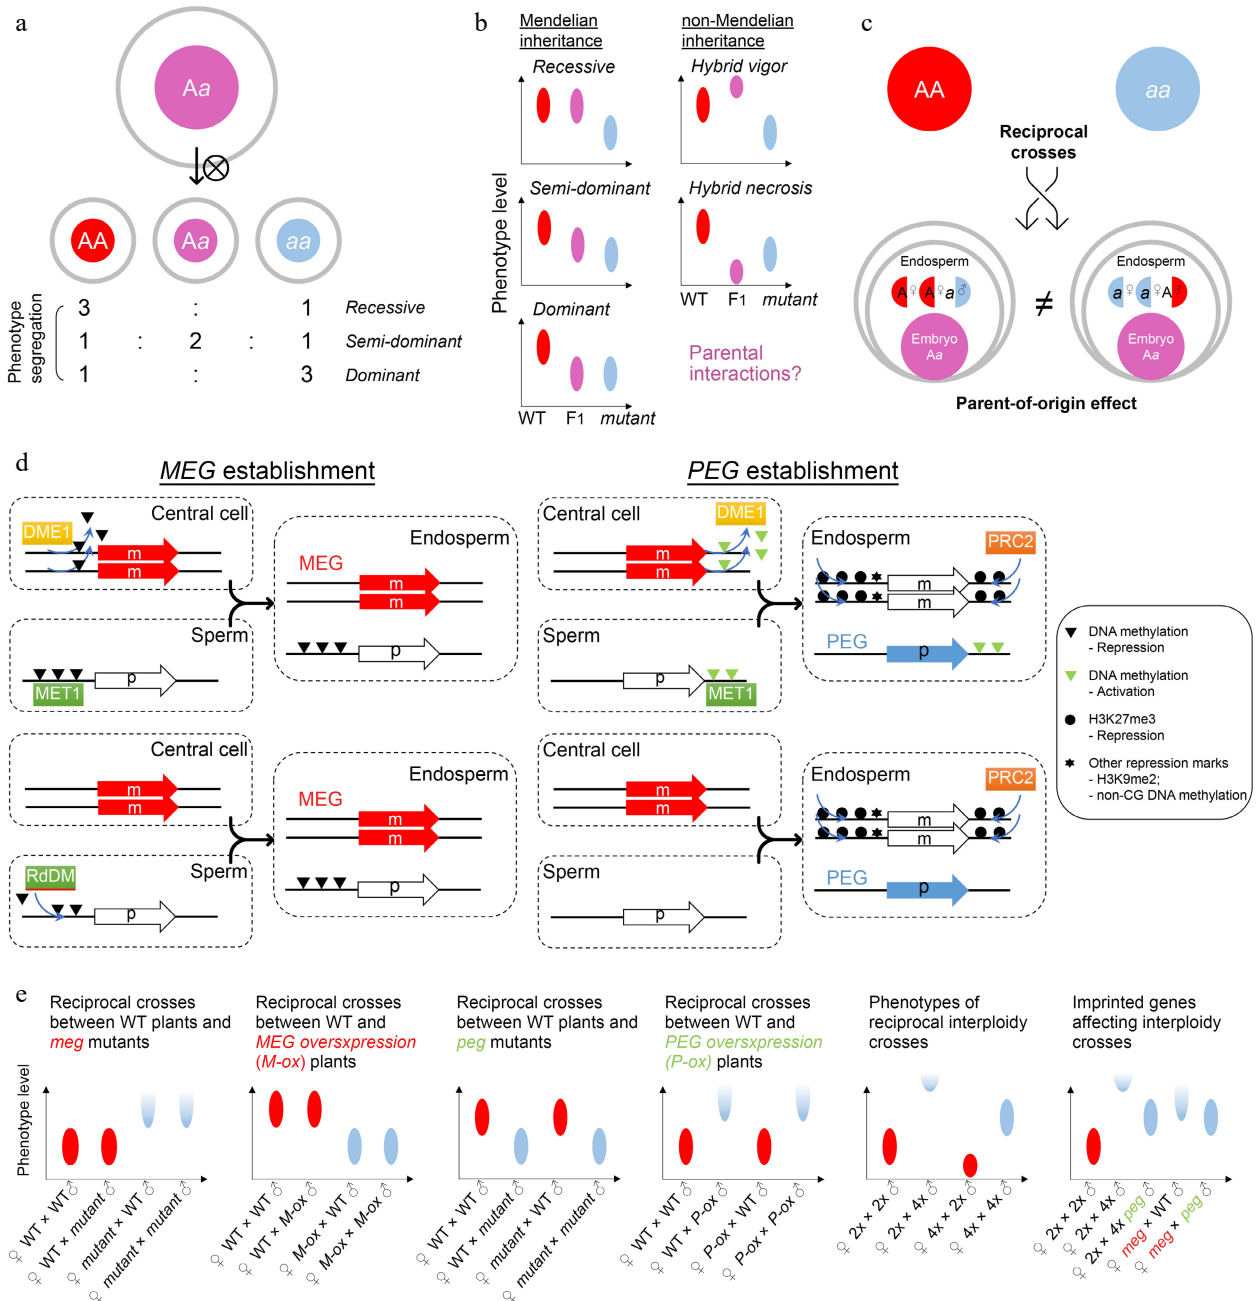 a
Aa
AA
Aa
aa
Phenotype
segregation
3 : 1 Recessive
1 : 2 : 1 Semi-dominant
1 : 3 Dominant
b
Mendelian
inheritance
non-Mendelian
inheritance
Phenotype level
Recessive
Hybrid vigor
Semi-dominant
Hybrid necrosis
WT F1 mutant
Dominant
WT F1 mutant
Parental
interactions?
c
AA
aa
Reciprocal
crosses
Endosperm
A♀ A♀ a♂
Embryo
Aa
≠
Endosperm
a♀ a♀ A♂
Embryo
Aa
Parent-of-origin effect
d
MEG establishment
Central cell
DME1
m
m
Sperm
p
MET1
Endosperm
MEG
m
m
p
Central cell
m
m
Sperm
RdDM
p
Endosperm
MEG
m
m
p
PEG establishment
Central cell
DME1
m
m
Sperm
p
MET1
Endosperm
PRC2
m
m
PEG
p
Central cell
m
m
Sperm
p
Endosperm
PRC2
m
m
PEG
p
DNA methylation
- Repression
DNA methylation
- Activation
H3K27me3
- Repression
Other repression marks
- H3K9me2;
- non-CG DNA methylation
e
Phenotype level
Reciprocal crosses
between WT plants and
meg mutants
♀ WT × WT ♂
♀ WT × mutant ♂
♀ mutant × WT ♂
♀ mutant × mutant ♂
Reciprocal crosses
between WT and
MEG oversxpression
(M-ox) plants
♀ WT × WT ♂
♀ WT × M-ox ♂
♀ M-ox × WT ♂
♀ M-ox × M-ox ♂
Reciprocal crosses
between WT plants and
peg mutants
♀ WT × WT ♂
♀ WT × mutant ♂
♀ mutant × WT ♂
♀ mutant × mutant ♂
Reciprocal crosses
between WT and
PEG oversxpression
(P-ox) plants
♀ WT × WT ♂
♀ WT × P-ox ♂
♀ P-ox × WT ♂
♀ P-ox × P-ox ♂
Phenotypes of
reciprocal interploidy
crosses
♀ 2x × 2x ♂
♀ 2x × 4x ♂
♀ 4x × 2x ♂
♀ 4x × 4x ♂
Imprinted genes
affecting interploidy
crosses
♀ 2x × 2x ♂
♀ 2x × 4x ♂
♀ 2x × 4x peg ♂
♀ meg × WT ♂
♀ meg × peg ♂